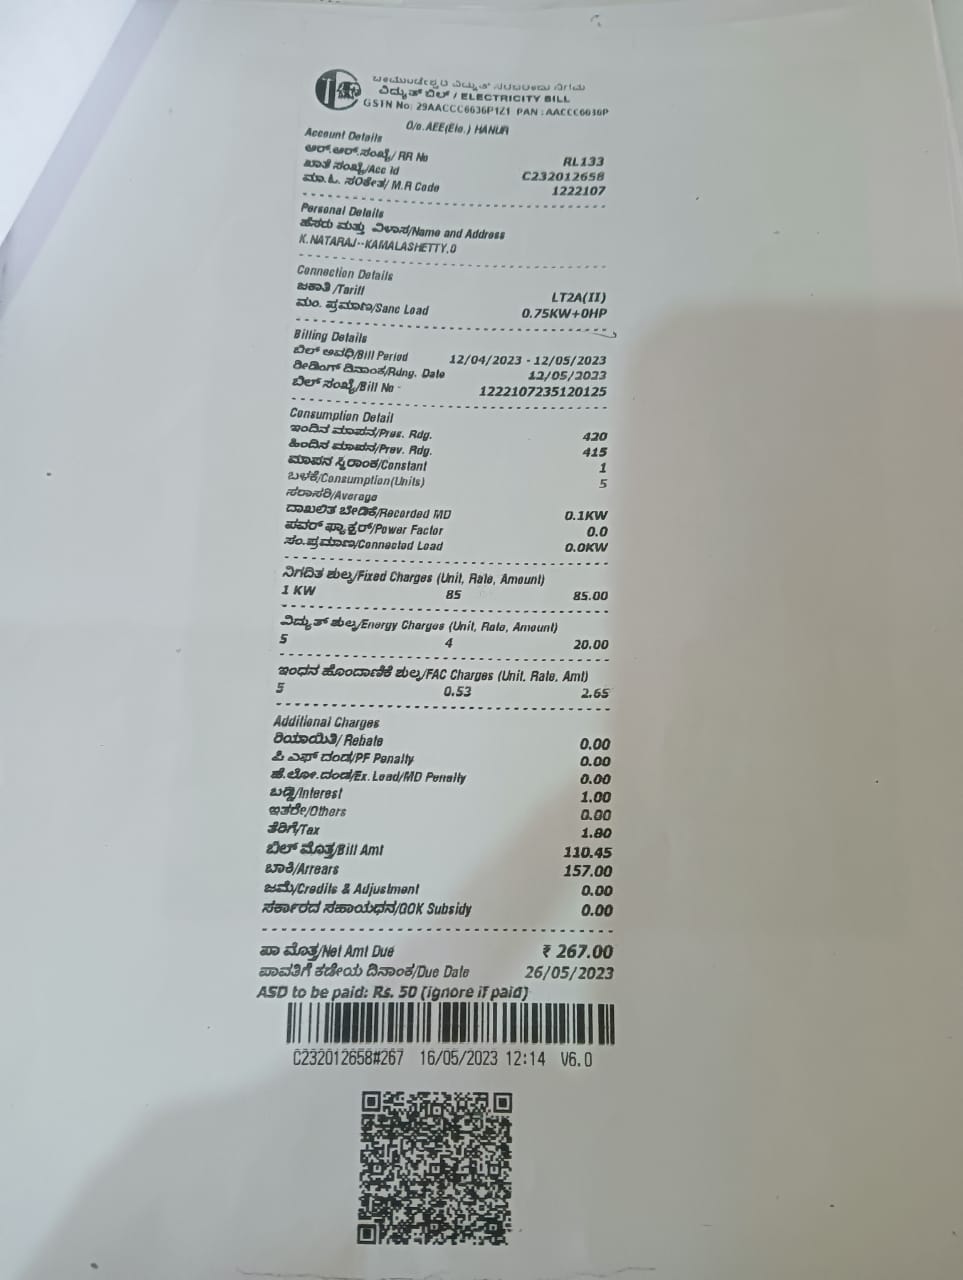 ಚಾಮುಂಡೇಶ್ವರಿ ವಿದ್ಯುತ್ ಸರಬರಾಜು ನಿಗಮ
ವಿದ್ಯುತ್ ಬಿಲ್ / ELECTRICITY BILL
GSTN No: 29AACCC6636P1Z1 PAN :AACCC6636P
O/o.AEE(Ele.) HANUR
Account Details
ಆರ್.ಆರ್.ಸಂಖ್ಯೆ/ RR No RL133
ಖಾತೆ ಸಂಖ್ಯೆ/Acc Id C232012658
ಮಾ.ಓ. ಸಂಕೇತ/ M.R Code 1222107
Personal Details
ಹೆಸರು ಮತ್ತು ವಿಳಾಸ/Name and Address
K.NATARAJ--KAMALASHETTY,0
Connection Details
ಜಕಾತಿ /Tariff LT2A(II)
ಮಂ. ಪ್ರಮಾಣ/Sanc Load 0.75KW+0HP
Billing Details
ಬಿಲ್ ಅವಧಿ/Bill Period 12/04/2023 - 12/05/2023
ರೀಡಿಂಗ್ ದಿನಾಂಕ/Rdng. Date 12/05/2023
ಬಿಲ್ ಸಂಖ್ಯೆ/Bill No - 1222107235120125
Consumption Detail
ಇಂದಿನ ಮಾಪನ/Pres. Rdg. 420
ಹಿಂದಿನ ಮಾಪನ/Prev. Rdg. 415
ಮಾಪನ ಸ್ಥಿರಾಂಕ/Constant 1
ಬಳಕೆ/Consumption(Units) 5
ಸರಾಸರಿ/Average
ದಾಖಲಿತ ಬೇಡಿಕೆ/Recorded MD 0.1KW
ಪವರ್ ಫ್ಯಾಕ್ಟರ್/Power Factor 0.0
ಸಂ.ಪ್ರಮಾಣ/Connected Load 0.0KW
ನಿಗದಿತ ಶುಲ್ಕ/Fixed Charges (Unit, Rate, Amount)
1 KW 85 85.00
ವಿದ್ಯುತ್ ಶುಲ್ಕ/Energy Charges (Unit, Rate, Amount)
5 4 20.00
ಇಂಧನ ಹೊಂದಾಣಿಕೆ ಶುಲ್ಕ/FAC Charges (Unit, Rate, Amt)
5 0.53 2.65
Additional Charges
ರಿಯಾಯಿತಿ/ Rebate 0.00
ಪಿ ಎಫ್ ದಂಡ/PF Penalty 0.00
ಹೆ.ಲೋ.ದಂಡ/Ex. Load/MD Penalty 0.00
ಬಡ್ಡಿ/Interest 1.00
ಇತರೇ/Others 0.00
ತೆರಿಗೆ/Tax 1.80
ಬಿಲ್ ಮೊತ್ತ/Bill Amt 110.45
ಬಾಕಿ/Arrears 157.00
ಜಮೆ/Credits & Adjustment 0.00
ಸರ್ಕಾರದ ಸಹಾಯಧನ/GOK Subsidy 0.00
ಪಾ ಮೊತ್ತ/Net Amt Due ₹ 267.00
ಪಾವತಿಗೆ ಕಡೇಯ ದಿನಾಂಕ/Due Date 26/05/2023
ASD to be paid: Rs. 50 (ignore if paid)
C232012658#267 16/05/2023 12:14 V6.0